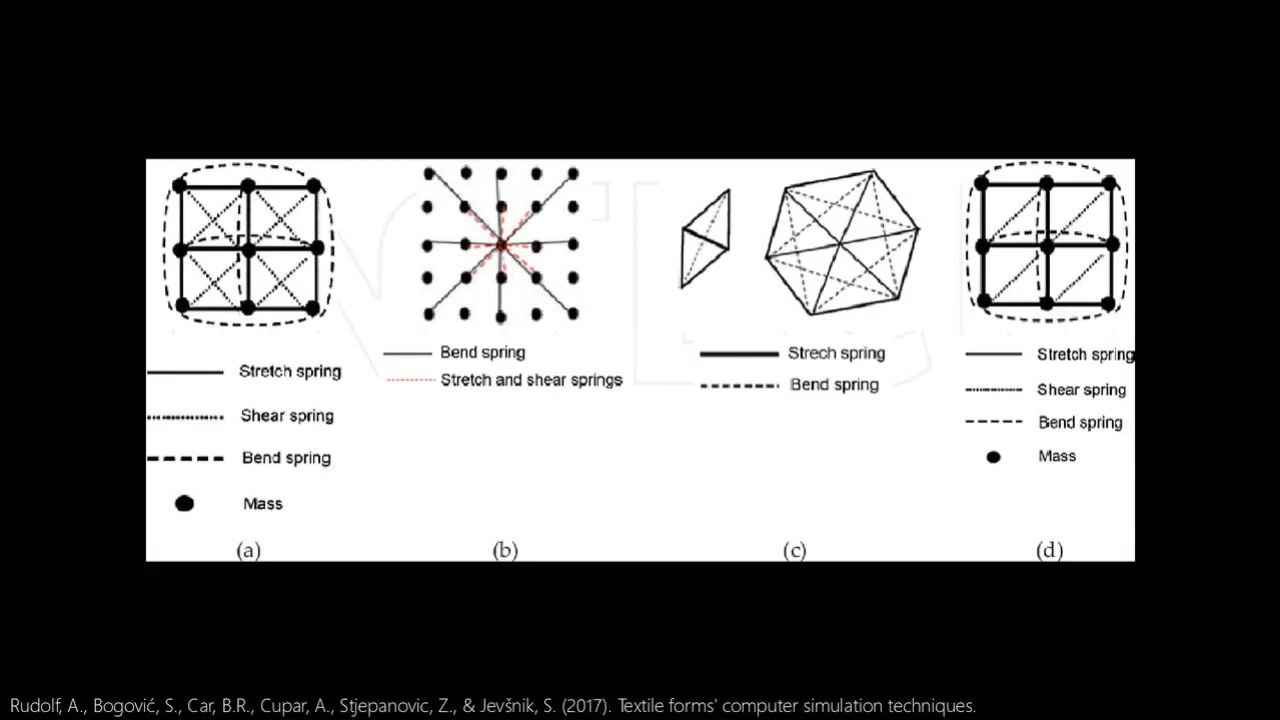 Stretch spring
Shear spring
Bend spring
Mass
(a)
Bend spring
Stretch and shear springs
(b)
Strech spring
Bend spring
(c)
Stretch spring
Shear spring
Bend spring
Mass
(d)
Rudolf, A., Bogović, S., Car, B.R., Cupar, A., Stjepanovic, Z., & Jevšnik, S. (2017). Textile forms' computer simulation techniques.